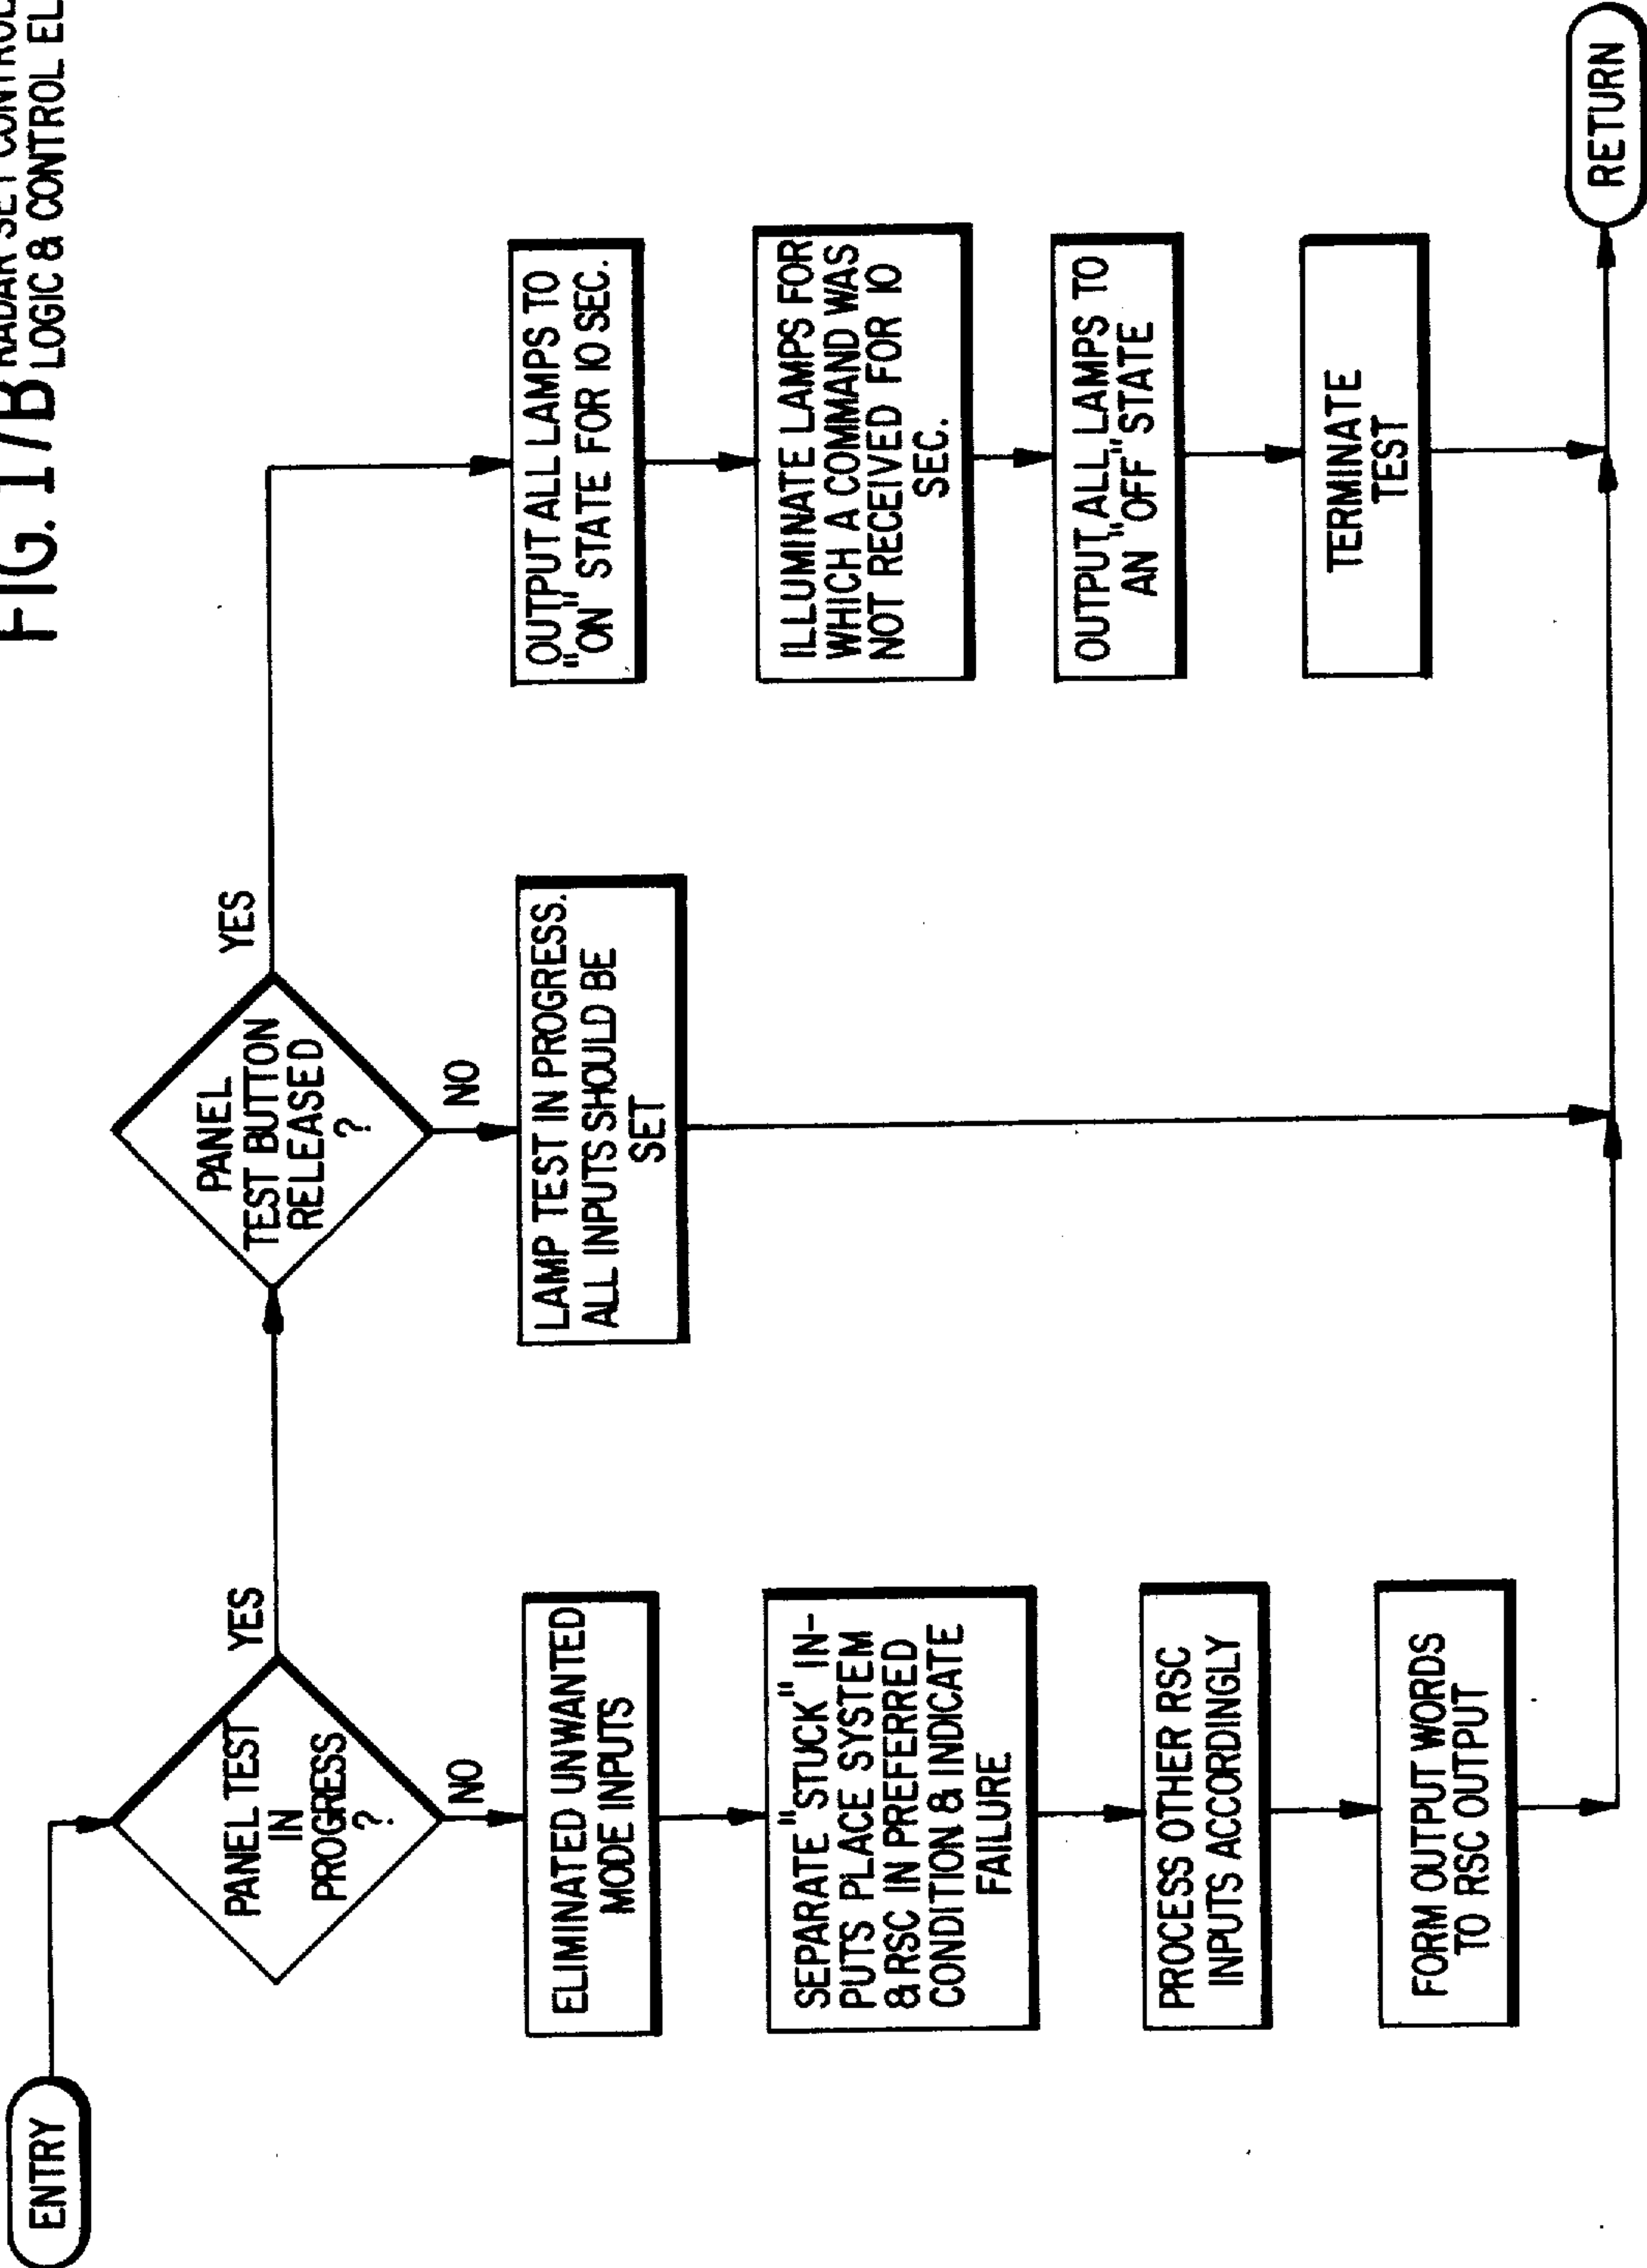 FIG. 17B
RADAR SET CONTROL
LOGIC & CONTROL
ENTRY
PANEL TEST
IN
PROGRESS
?
YES
NO
ELIMINATED UNWANTED
MODE INPUTS
SEPARATE "STUCK" IN-
PUTS PLACE SYSTEM
& RSC IN PREFERRED
CONDITION & INDICATE
FAILURE
PROCESS OTHER RSC
INPUTS ACCORDINGLY
FORM OUTPUT WORDS
TO RSC OUTPUT
PANEL
TEST BUTTON
RELEASED
?
YES
NO
LAMP TEST IN PROGRESS.
ALL INPUTS SHOULD BE
SET
OUTPUT ALL LAMPS TO
"ON" STATE FOR 10 SEC.
ILLUMINATE LAMPS FOR
WHICH A COMMAND WAS
NOT RECEIVED FOR 10
SEC.
OUTPUT ALL LAMPS TO
AN "OFF" STATE
TERMINATE
TEST
RETURN